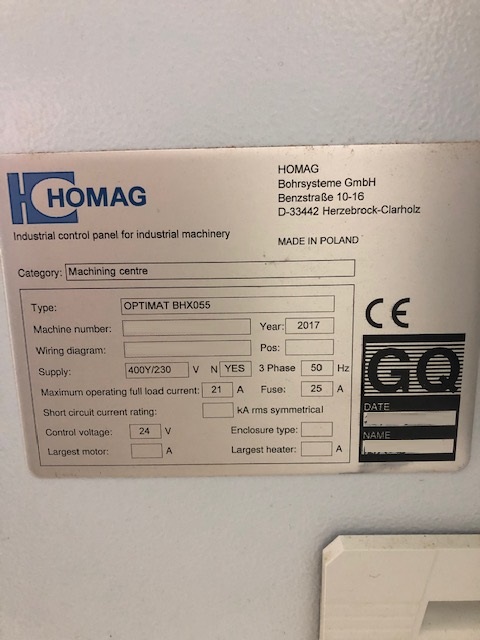 HOMAG
HOMAG
Bohrsysteme GmbH
Benzstraße 10-16
D-33442 Herzebrock-Clarholz
Industrial control panel for industrial machinery
MADE IN POLAND
Category: Machining centre
Type: OPTIMAT BHX055
Machine number: Year: 2017
Wiring diagram: Pos:
Supply: 400Y/230 V N YES 3 Phase 50 Hz
Maximum operating full load current: 21 A Fuse: 25 A
Short circuit current rating: kA rms symmetrical
Control voltage: 24 V Enclosure type:
Largest motor: A Largest heater: A
CE
GQ
DATE
NAME